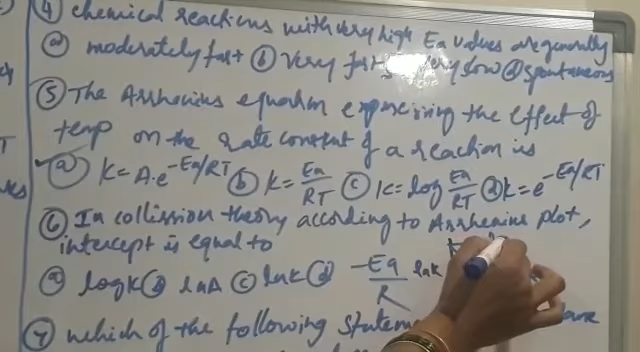 ④ chemical reactions with very high Ea values are generally
ⓐ moderately fast ⓑ Very fast very slow ⓓ spontaneous
⑤ The Arrhenius equation expressing the effect of
temp on the rate constant of a reaction is
ⓐ K = A·e^-Ea/RT ⓑ K = Ea/RT ⓒ K = log Ea/RT ⓓ K = e^-Ea/RT
⑥ In collission theory according to Arrhenius plot,
intercept is equal to
ⓐ logK ⓑ lnA ⓒ lnK ⓓ -Ea/R lnk
⑦ which of the following